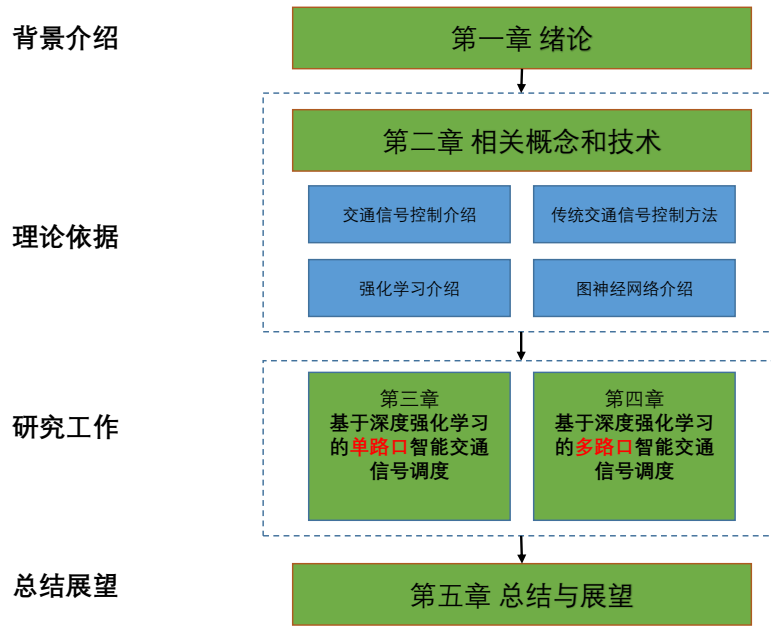 背景介绍
第一章 绪论
第二章 相关概念和技术
理论依据
交通信号控制介绍
传统交通信号控制方法
强化学习介绍
图神经网络介绍
研究工作
第三章
基于深度强化学习
的单路口智能交通
信号调度
第四章
基于深度强化学习
的多路口智能交通
信号调度
总结展望
第五章 总结与展望